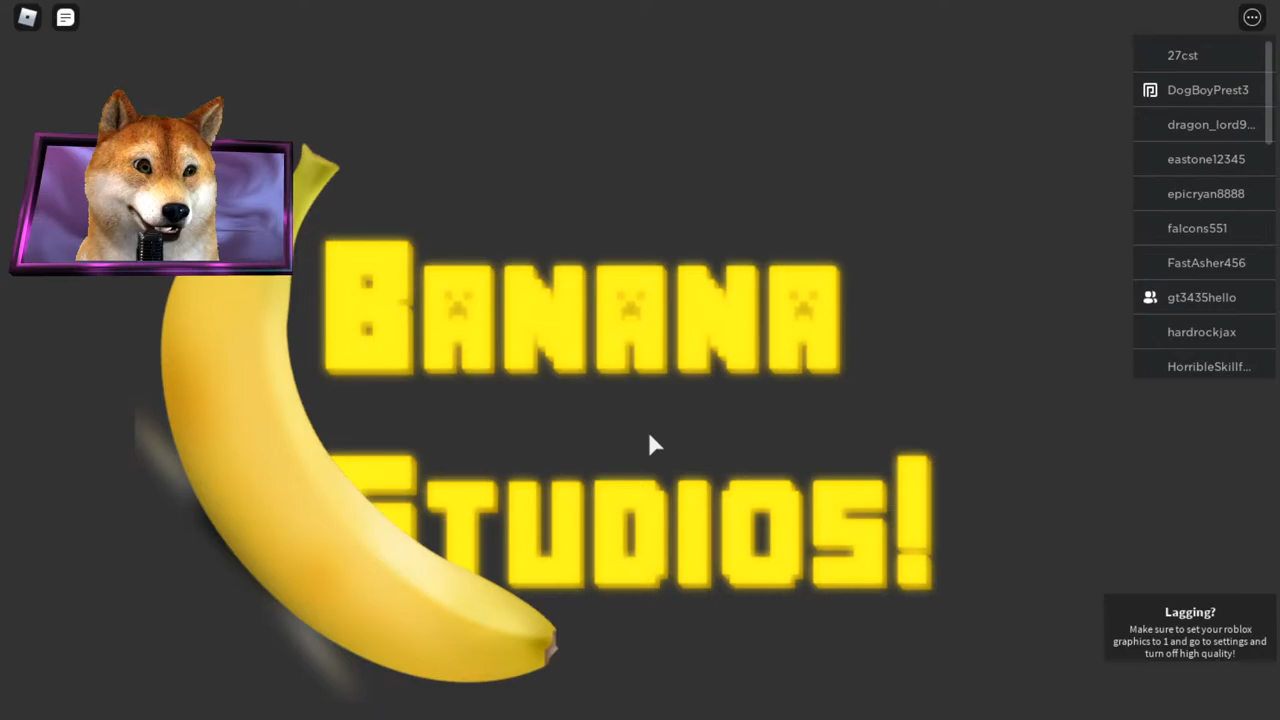 27cst
DogBoyPrest3
dragon_lord9...
eastone12345
epicryan8888
falcons551
FastAsher456
gt3435hello
hardrockjax
HorribleSkillf...
Banana
Studios!
Lagging?
Make sure to set your roblox
graphics to 1 and go to settings and
turn off high quality!